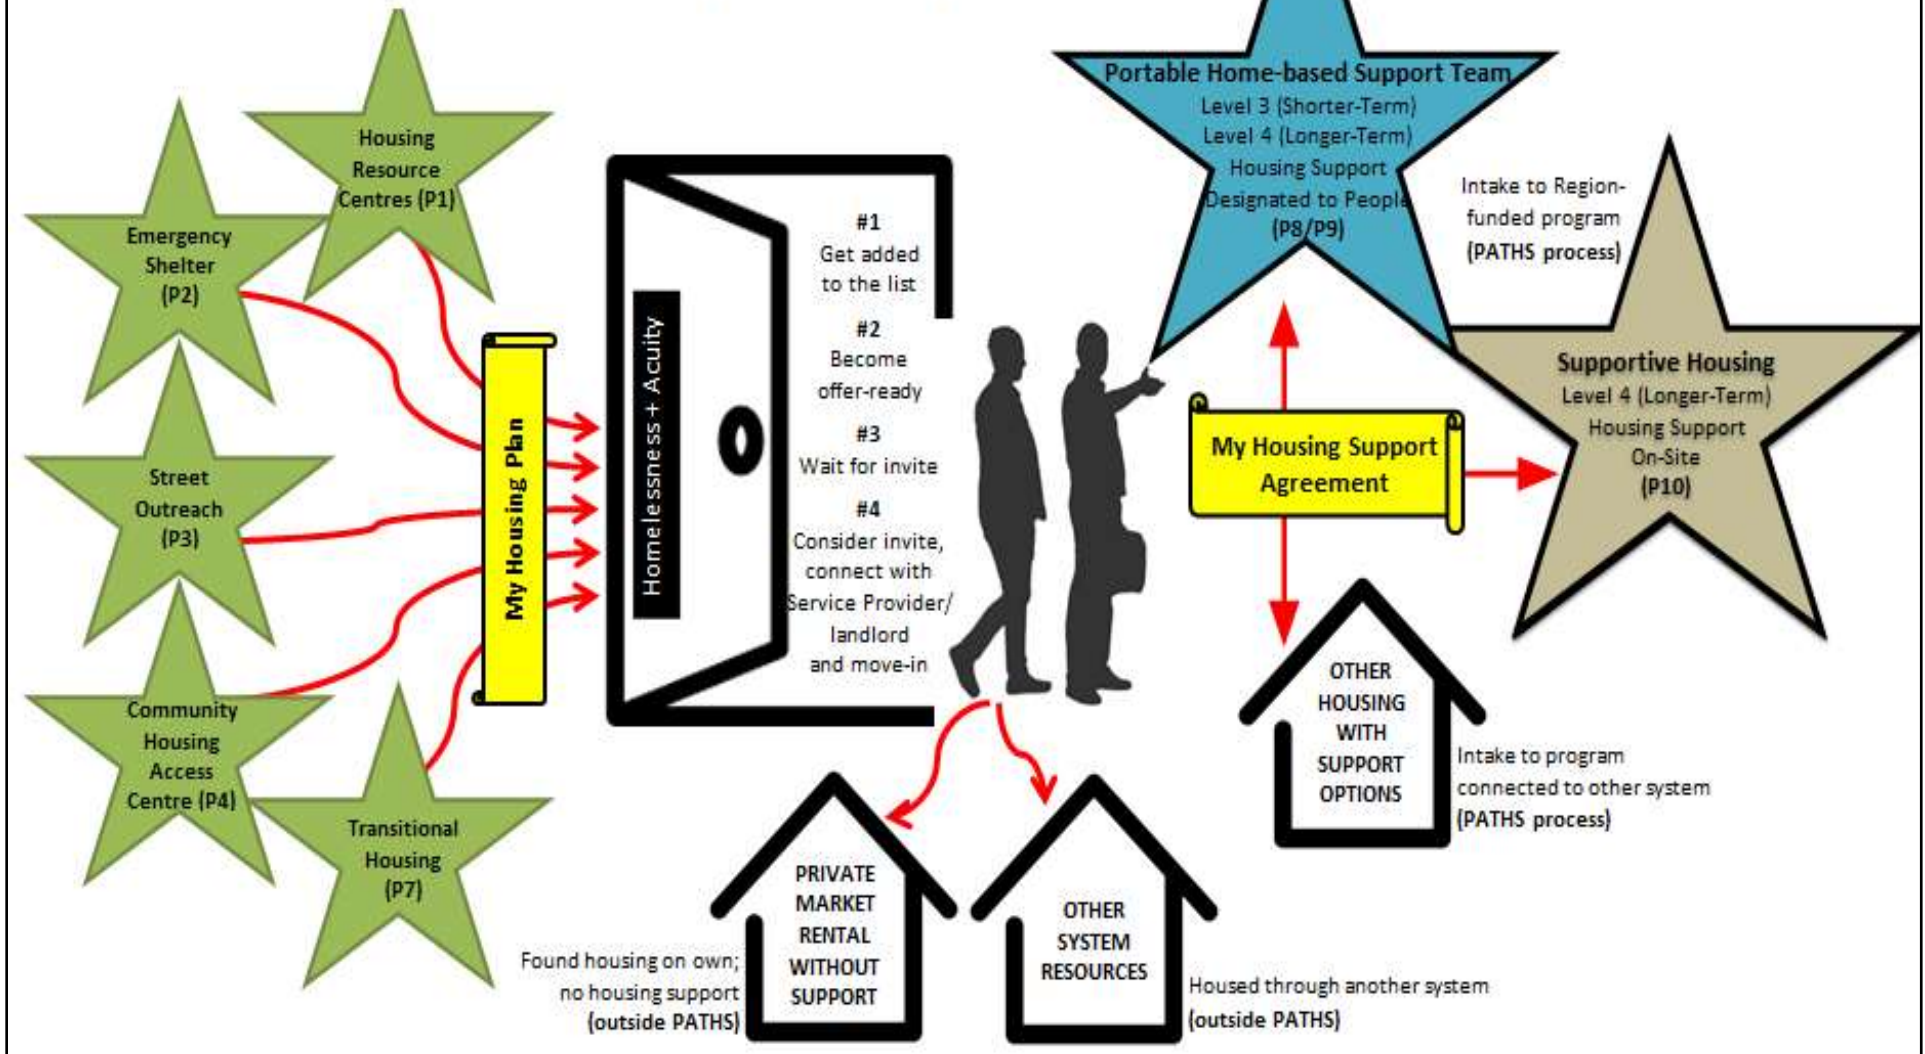 Housing
Resource
Centres (P1)
Emergency
Shelter
(P2)
Street
Outreach
(P3)
Community
Housing
Access
Centre (P4)
Transitional
Housing
(P7)
My Housing Plan
Homelessness + Acuity
#1
Get added
to the list
#2
Become
offer-ready
#3
Wait for invite
#4
Consider invite,
connect with
Service Provider/
landlord
and move-in
Portable Home-based Support Team
Level 3 (Shorter-Term)
Level 4 (Longer-Term)
Housing Support
Designated to People
(P8/P9)
Intake to Region-
funded program
(PATHS process)
Supportive Housing
Level 4 (Longer-Term)
Housing Support
On-Site
(P10)
My Housing Support
Agreement
OTHER
HOUSING
WITH
SUPPORT
OPTIONS
Intake to program
connected to other system
(PATHS process)
PRIVATE
MARKET
RENTAL
WITHOUT
SUPPORT
Found housing on own;
no housing support
(outside PATHS)
OTHER
SYSTEM
RESOURCES
Housed through another system
(outside PATHS)